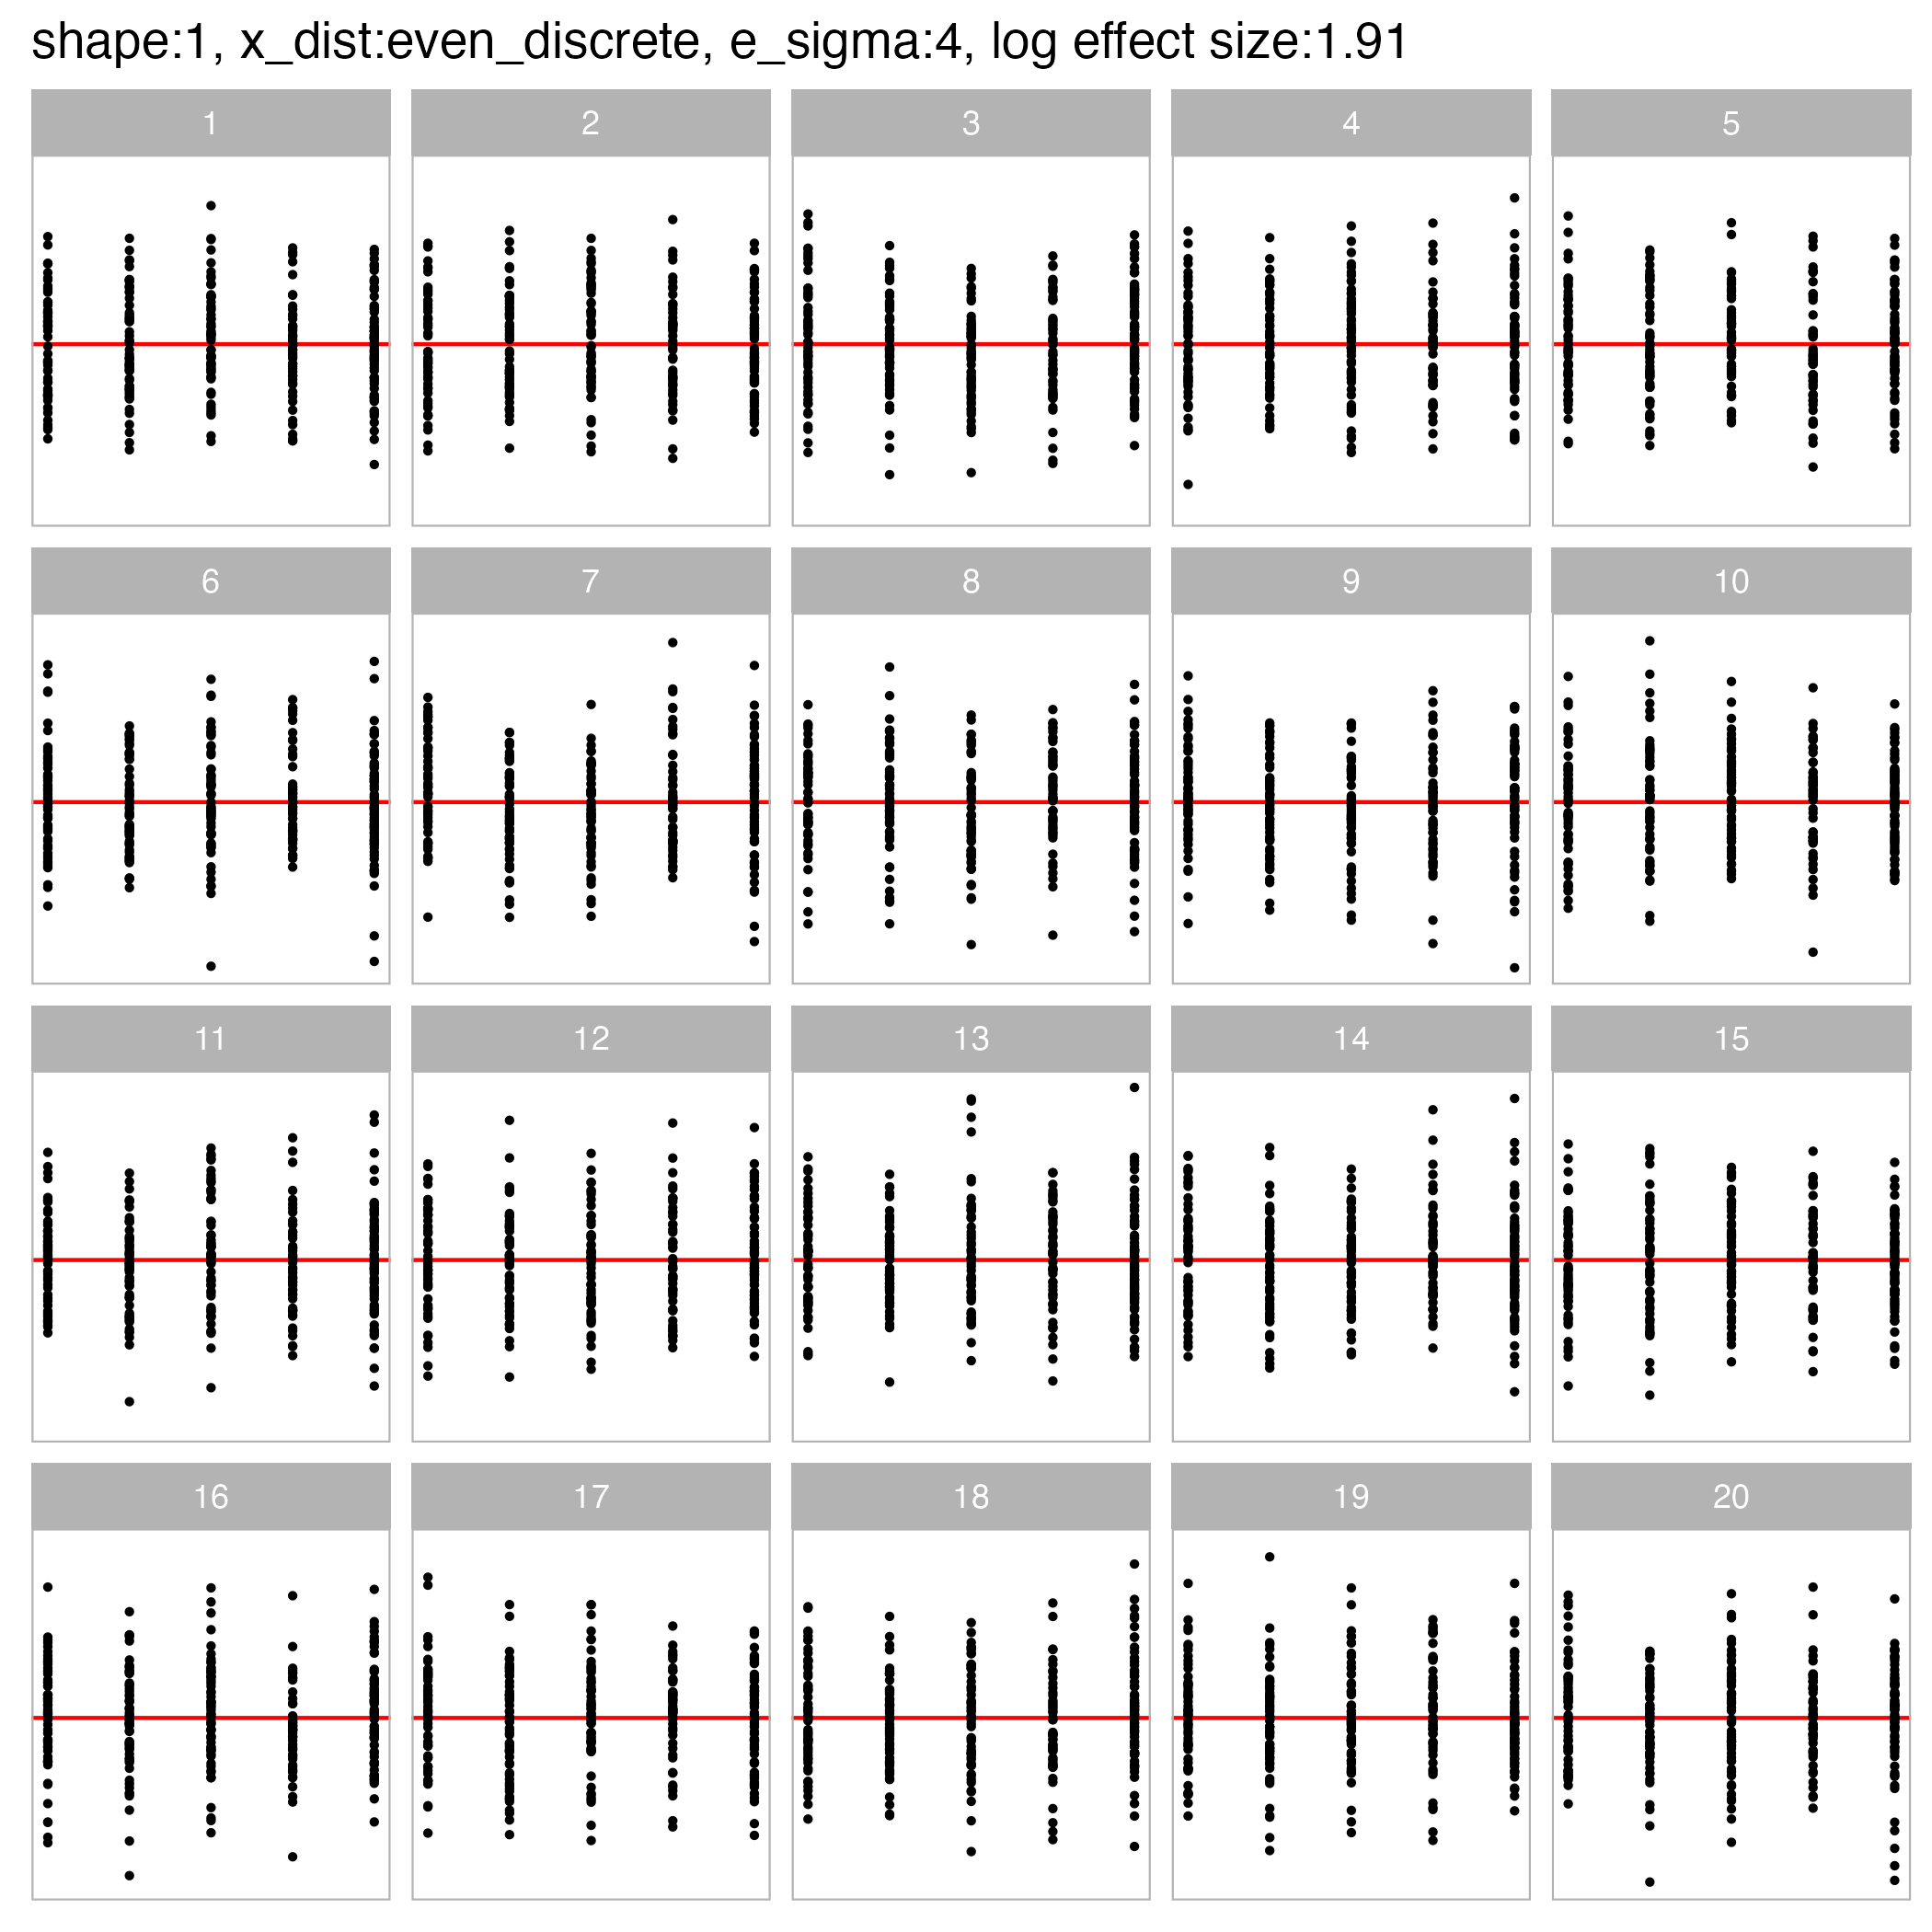 shape:1, x_dist:even_discrete, e_sigma:4, log effect size:1.91
1 2 3 4 5
6 7 8 9 10
11 12 13 14 15
16 17 18 19 20